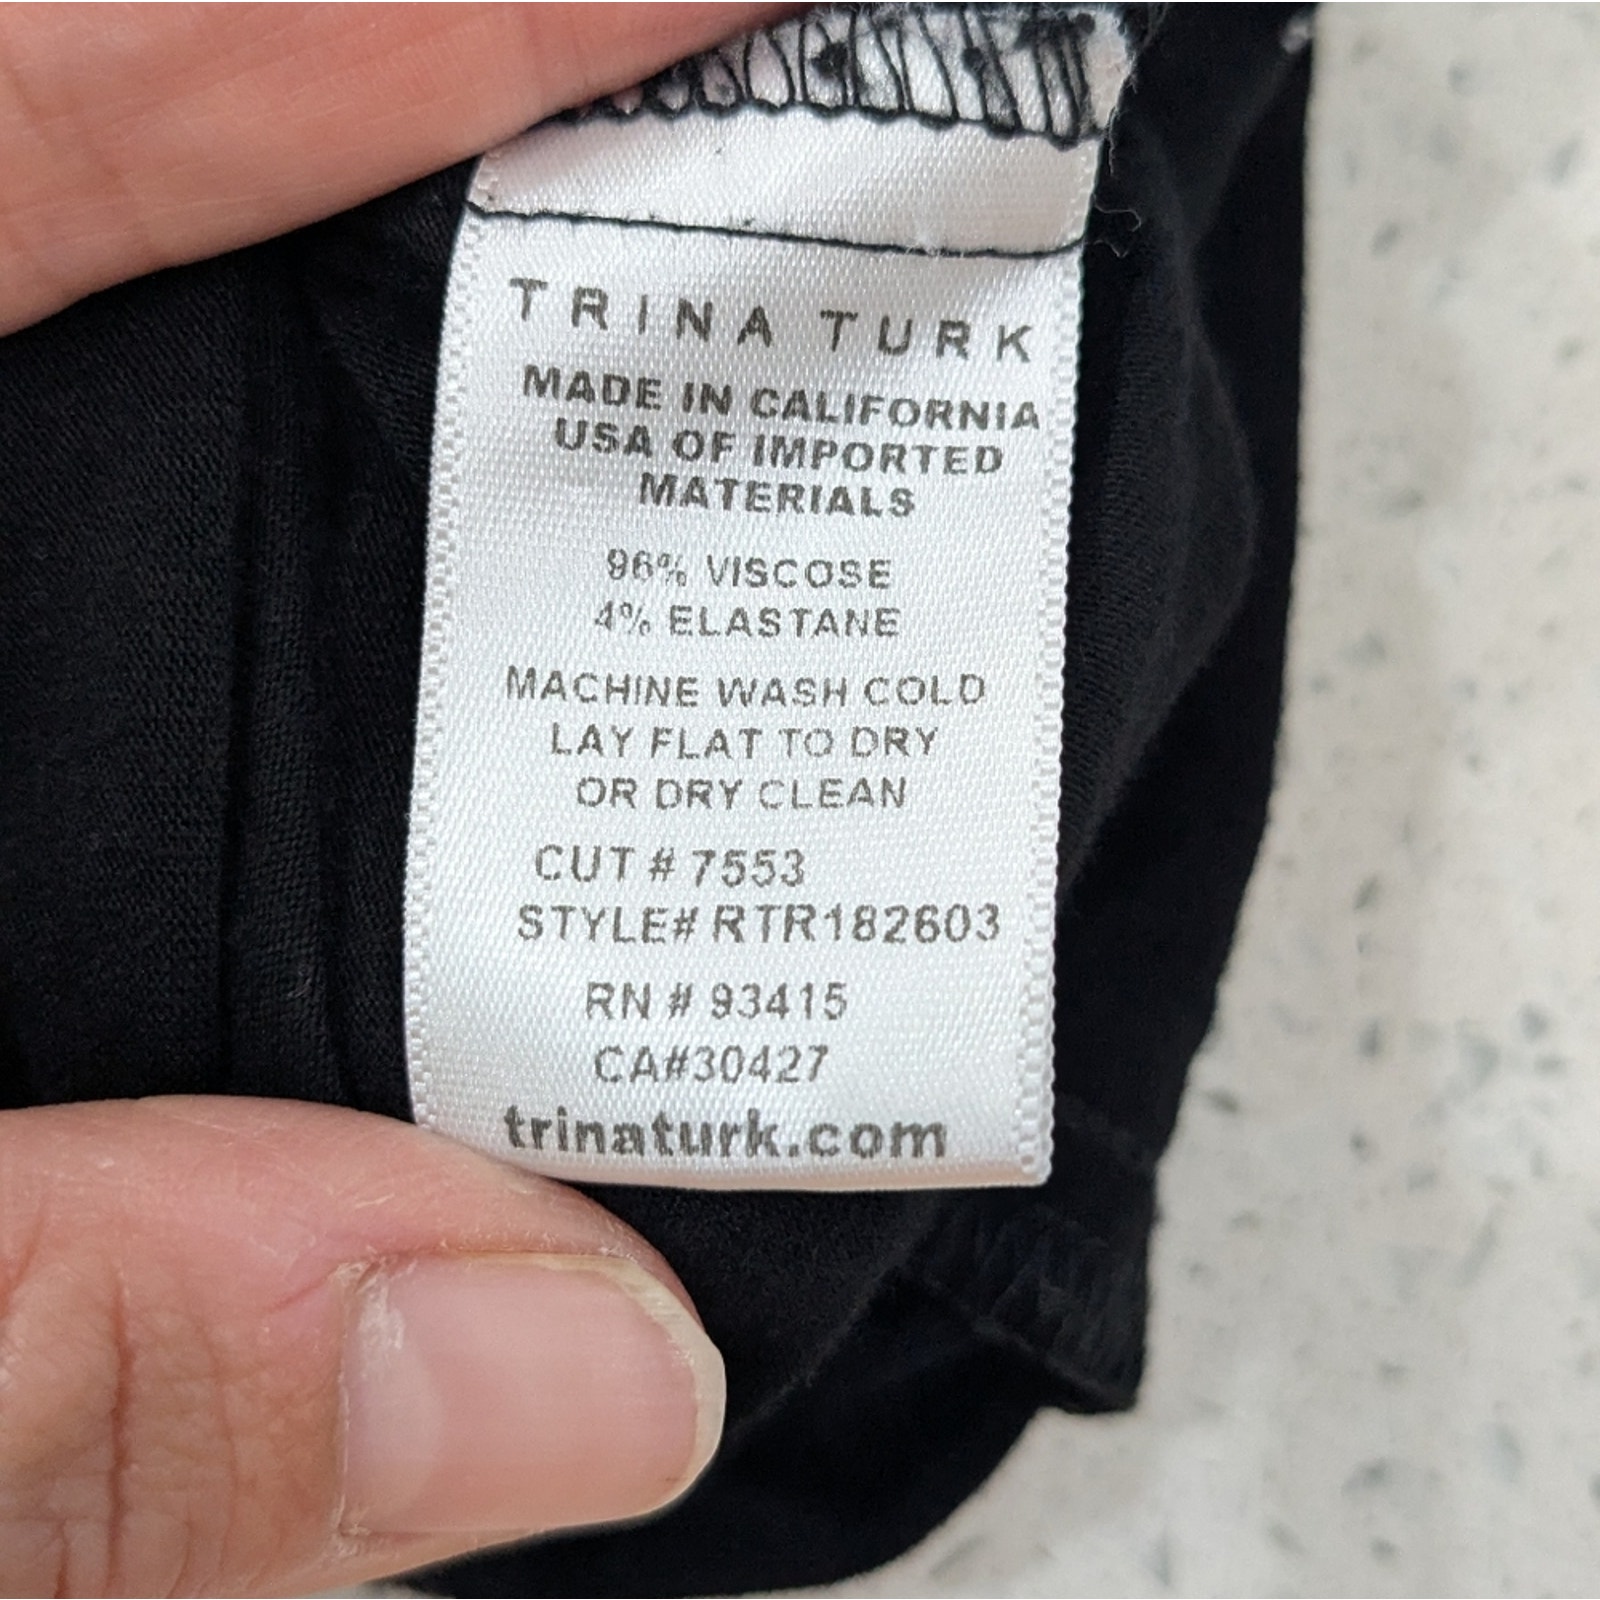 TRINA TURK
MADE IN CALIFORNIA
USA OF IMPORTED
MATERIALS
96% VISCOSE
4% ELASTANE
MACHINE WASH COLD
LAY FLAT TO DRY
OR DRY CLEAN
CUT # 7553
STYLE# RTR182603
RN # 93415
CA#30427
trinaturk.com